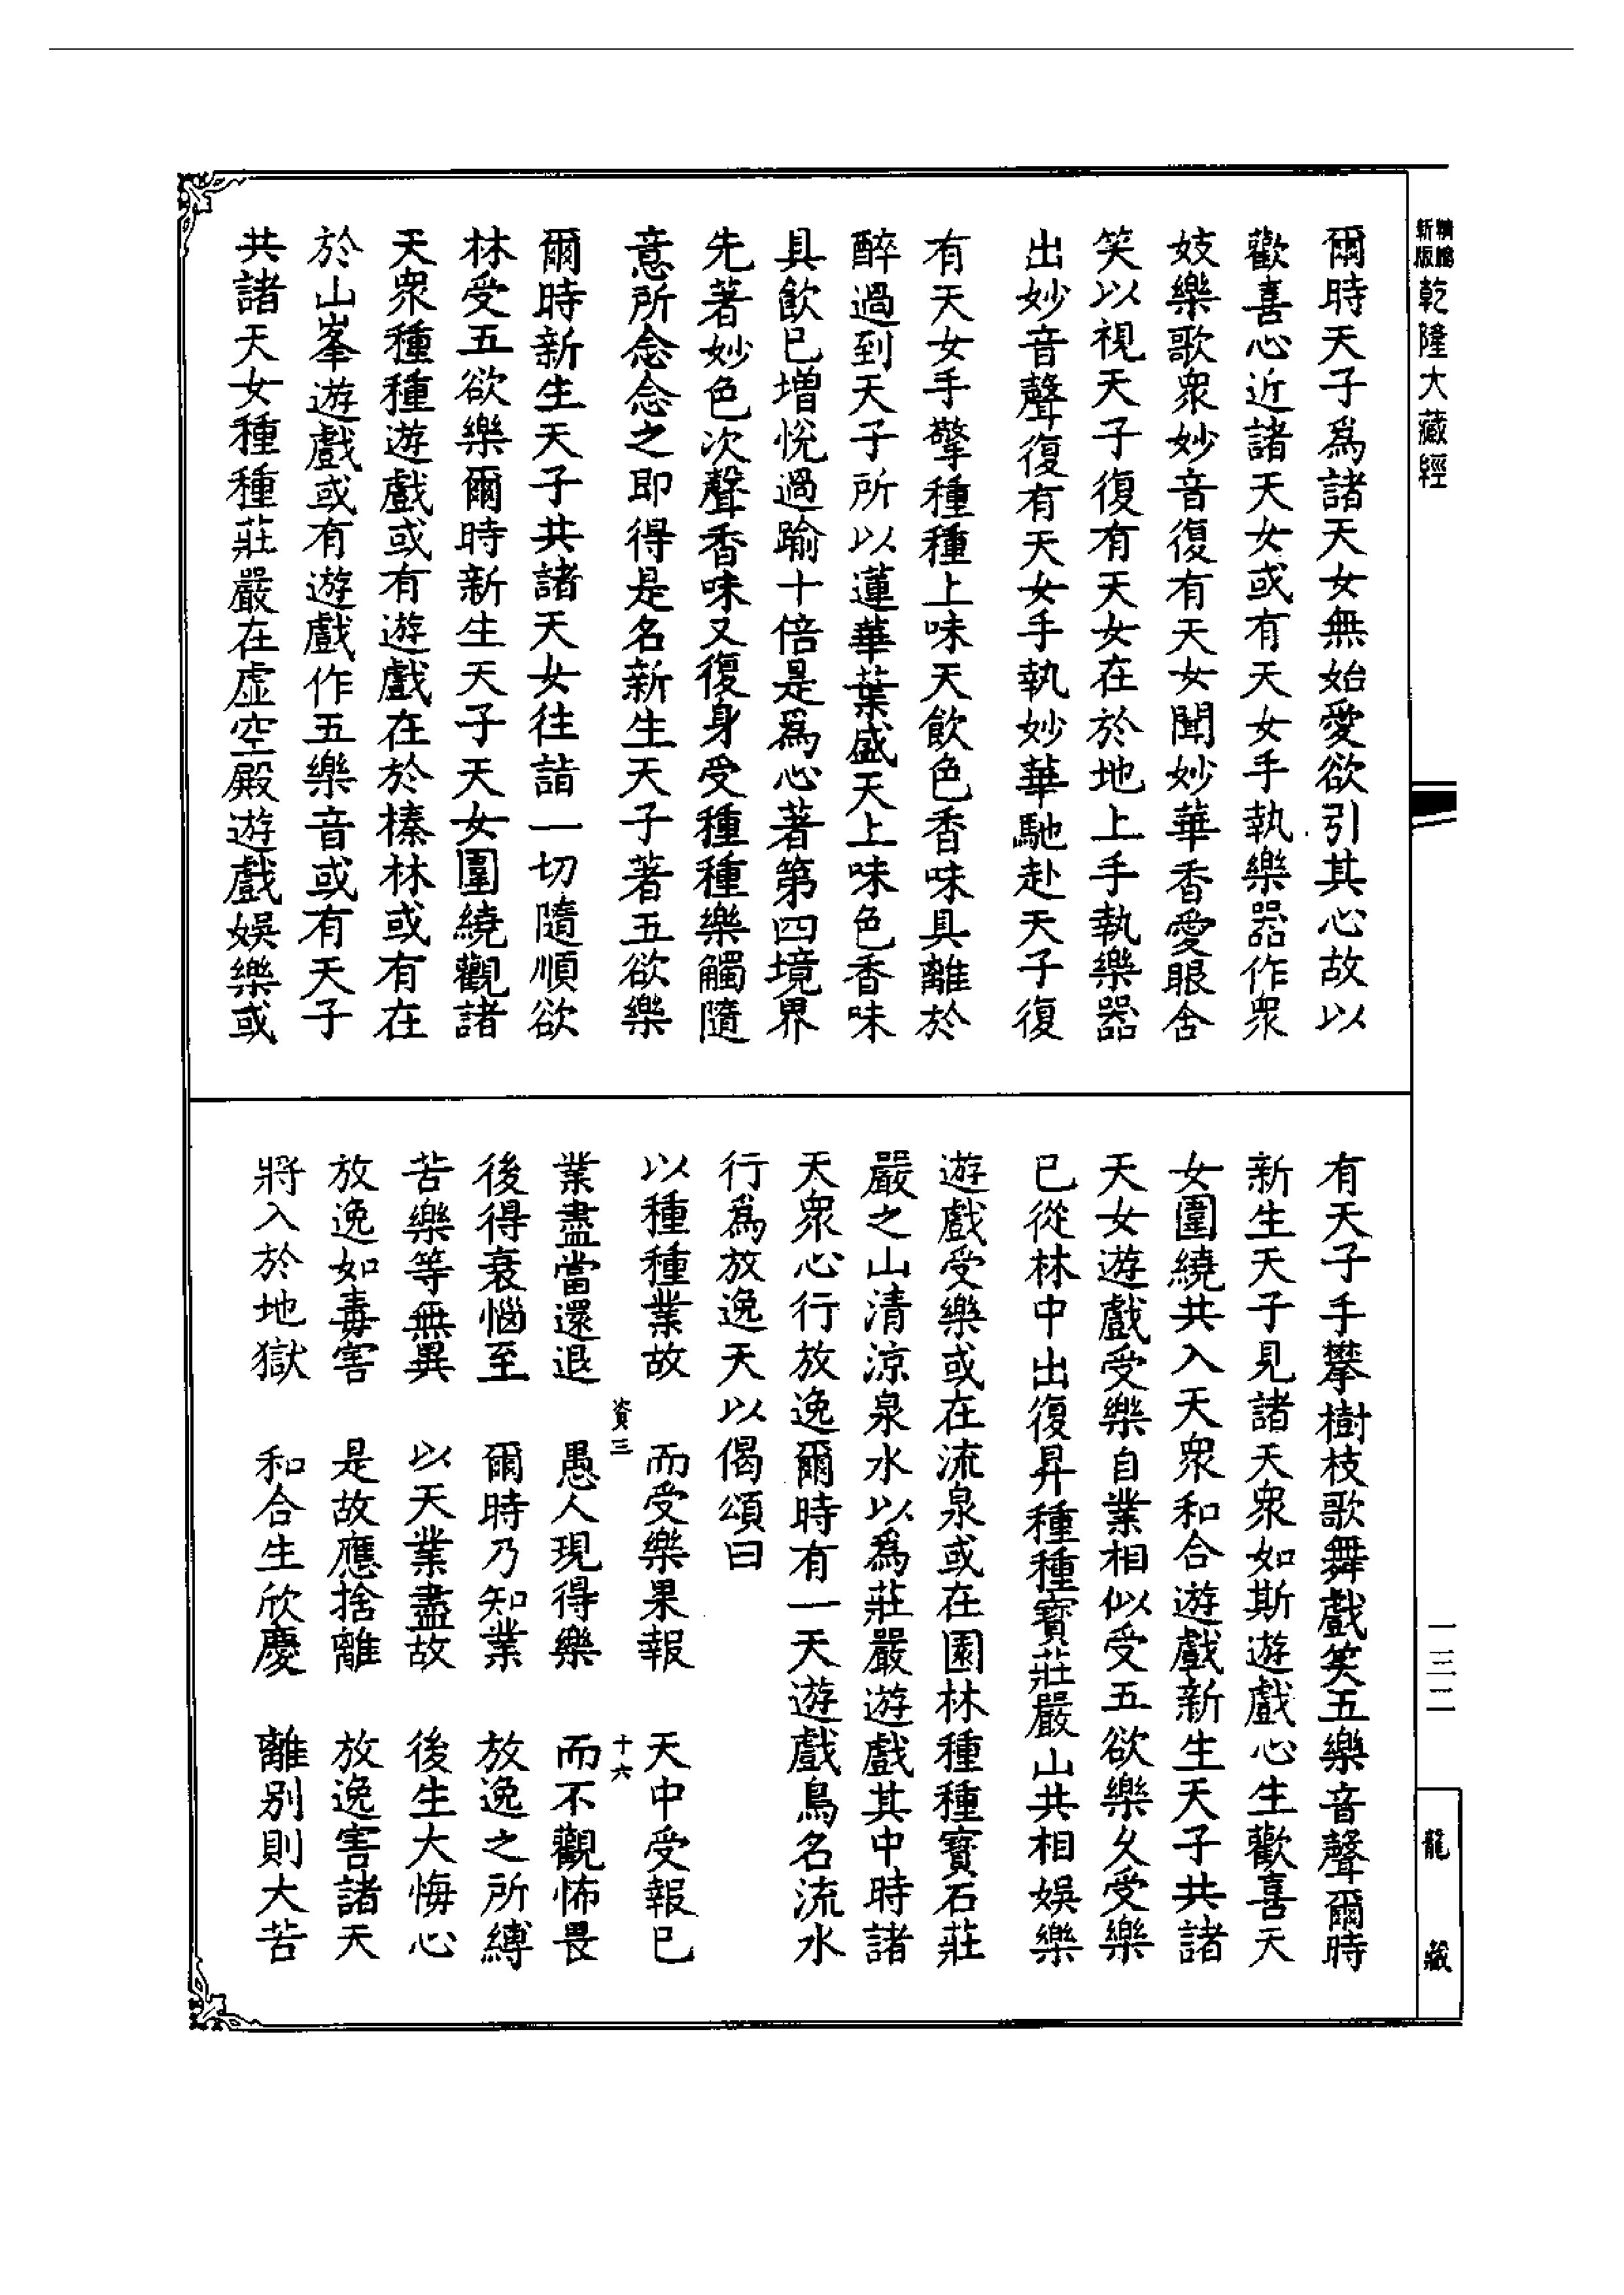 新版
乾隆大藏經
一三二
龍藏
爾時天子為諸天女無始愛欲引其心故以
歡喜心近諸天女或有天女手執樂器作眾
妓樂歌眾妙音復有天女聞妙華香愛眼含
笑以視天子復有天女在於地上手執樂器
出妙音聲復有天女手執妙華馳赴天子復
有天女手擎種種上味天飲色香味具離於
醉過到天子所以蓮華葉盛天上味色香味
具飲已增悅過踰十倍是爲心著第四境界
先著妙色次聲香味又復身受種種樂觸隨
意所念念之即得是名新生天子著五欲樂
爾時新生天子共諸天女往詣一切隨順欲
林受五欲樂爾時新生天子天女圍繞觀諸
天眾種種遊戲或有遊戲在於榛林或有在
於山峯遊戲或有遊戲作五樂音或有天子
共諸天女種種莊嚴在虛空殿遊戲娛樂或
有天子手攀樹枝歌舞戲笑五樂音聲爾時
新生天子見諸天眾如斯遊戲心生歡喜天
女圍繞共入天眾和合遊戲新生天子共諸
天女遊戲受樂自業相似受五欲樂久受樂
已從林中出復昇種種寶莊嚴山共相娛樂
遊戲受樂或在流泉或在園林種種寶石莊
嚴之山清涼泉水以爲莊嚴遊戲其中時諸
天眾心行放逸爾時有一天遊戲鳥名流水
行爲放逸天以偈頌曰
以種種業故　而受樂果報　天中受報已
資三　十六
業盡當還退　愚人現得樂　而不觀怖畏
後得衰惱至　爾時乃知業　放逸之所縛
苦樂等無異　以天業盡故　後生大悔心
放逸如毒害　是故應捨離　放逸害諸天
將入於地獄　和合生欣慶　離別則大苦